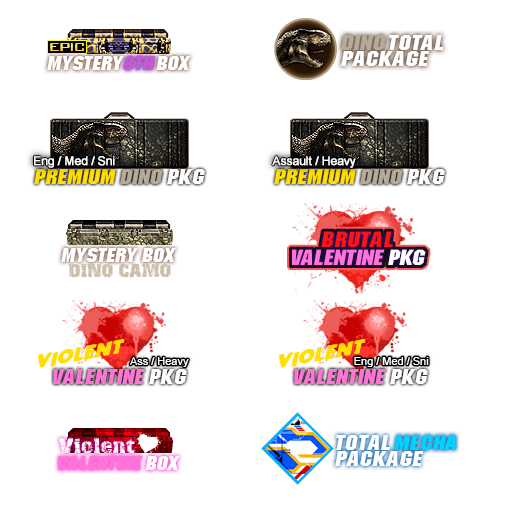 EPIC
MYSTERY 8TH BOX
DINO TOTAL
PACKAGE
Eng / Med / Sni
PREMIUM DINO PKG
Assault / Heavy
PREMIUM DINO PKG
MYSTERY BOX
DINO CAMO
BRUTAL
VALENTINE PKG
VIOLENT
Ass / Heavy
VALENTINE PKG
VIOLENT
Eng / Med / Sni
VALENTINE PKG
Violent
VALENTINE BOX
TOTAL MECHA
PACKAGE